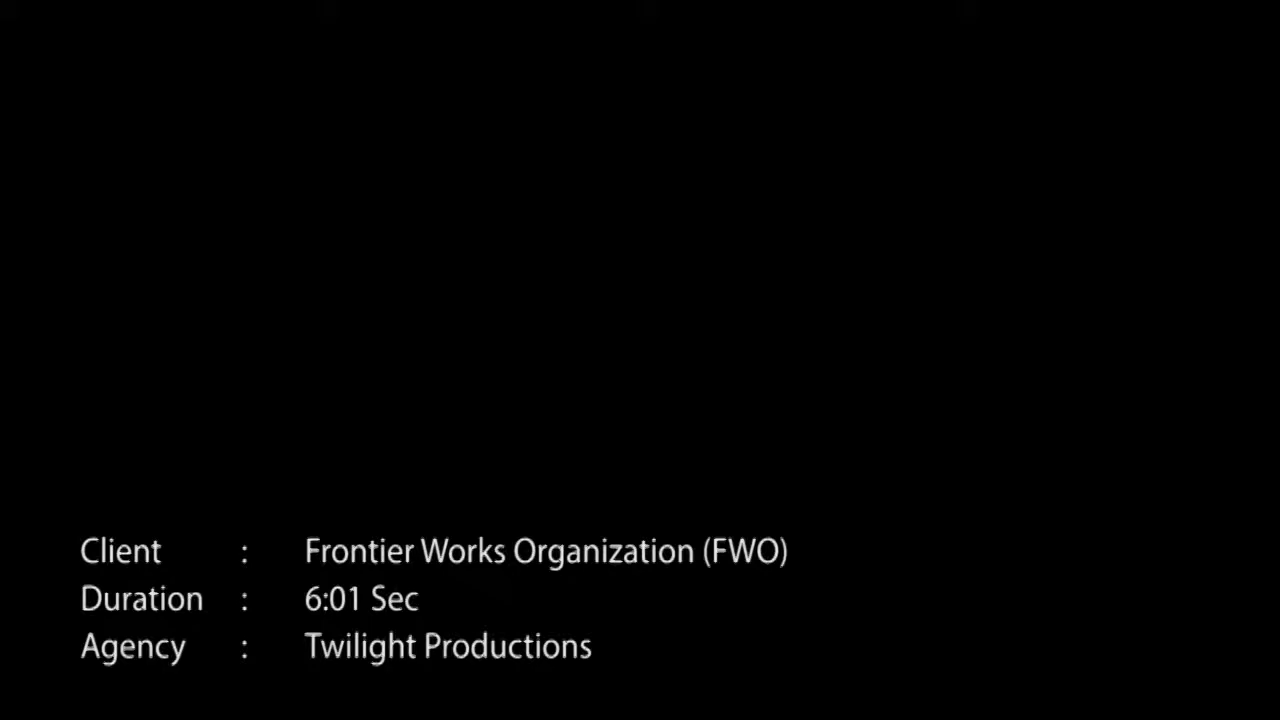 Client : Frontier Works Organization (FWO)
Duration : 6:01 Sec
Agency : Twilight Productions